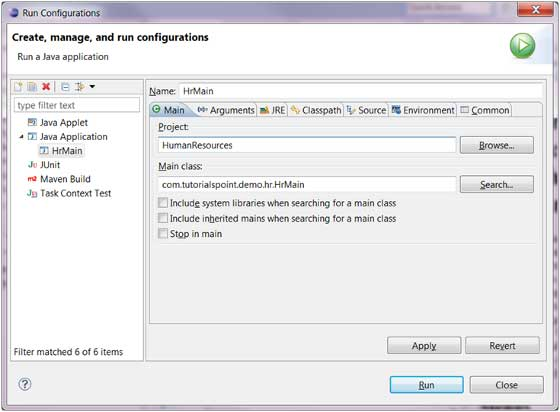 Run Configurations
Create, manage, and run configurations
Run a Java application
type filter text
Java Applet
Java Application
HrMain
JUnit
Maven Build
Task Context Test
Filter matched 6 of 6 items
Name: HrMain
Main Arguments JRE Classpath Source Environment Common
Project:
HumanResources Browse...
Main class:
com.tutorialspoint.demo.hr.HrMain Search...
Include system libraries when searching for a main class
Include inherited mains when searching for a main class
Stop in main
Apply Revert
Run Close